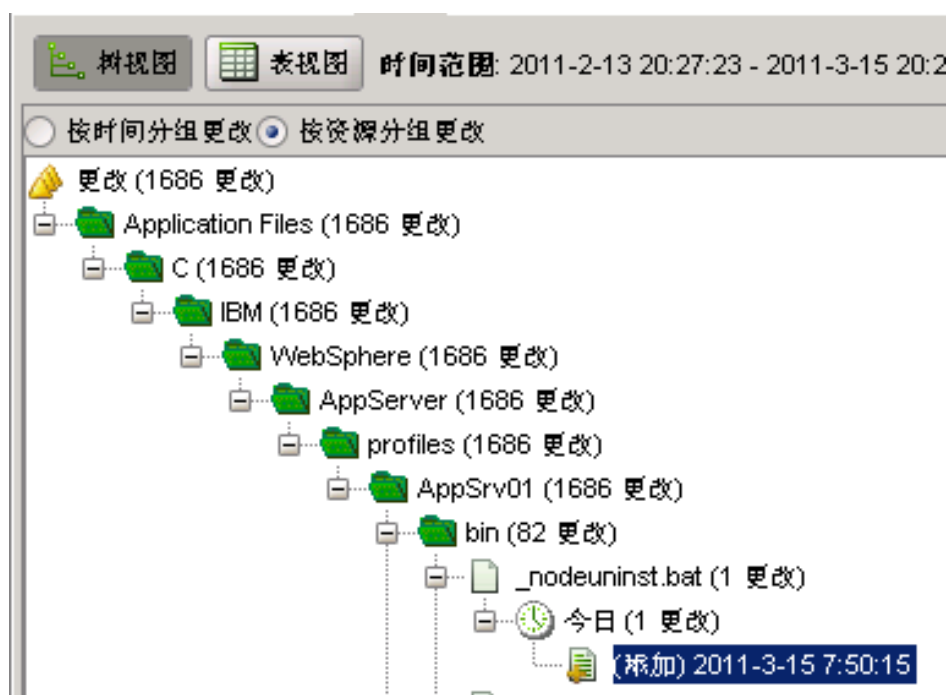 树视图 表视图 时间范围: 2011-2-13 20:27:23 - 2011-3-15 20:2
按时间分组更改 按资源分组更改
更改 (1686 更改)
Application Files (1686 更改)
C (1686 更改)
IBM (1686 更改)
WebSphere (1686 更改)
AppServer (1686 更改)
profiles (1686 更改)
AppSrv01 (1686 更改)
bin (82 更改)
_nodeuninst.bat (1 更改)
今日 (1 更改)
(添加) 2011-3-15 7:50:15